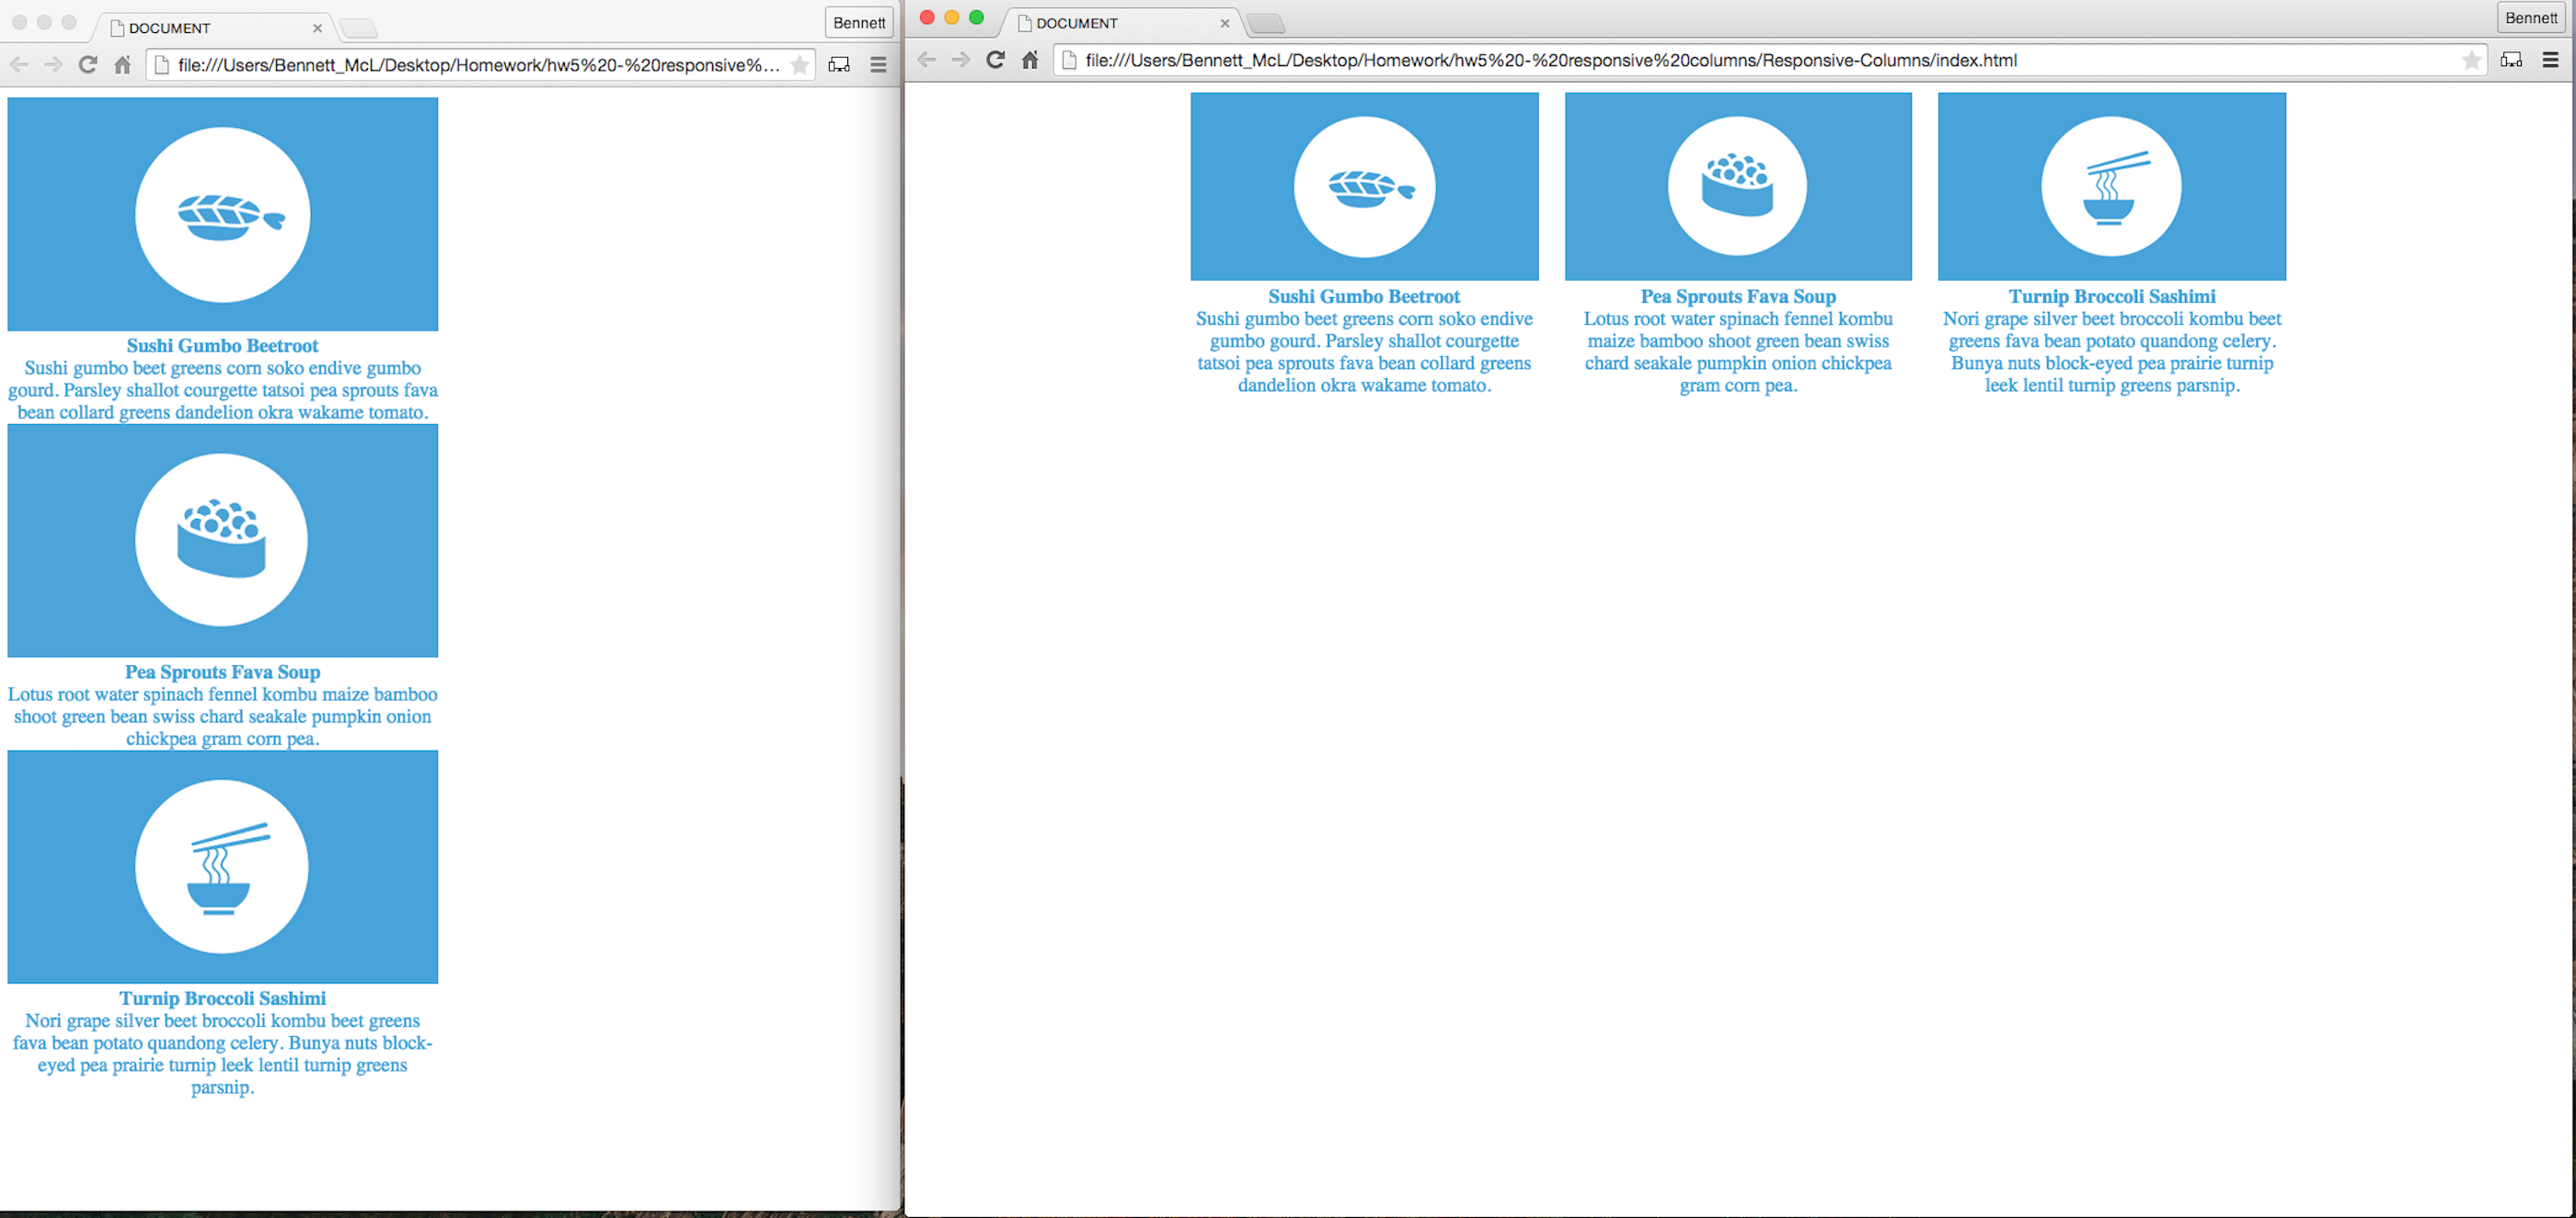 DOCUMENT
Bennett
file:///Users/Bennett_McL/Desktop/Homework/hw5%20-%20responsive%...
Sushi Gumbo Beetroot
Sushi gumbo beet greens corn soko endive gumbo
gourd. Parsley shallot courgette tatsoi pea sprouts fava
bean collard greens dandelion okra wakame tomato.
Pea Sprouts Fava Soup
Lotus root water spinach fennel kombu maize bamboo
shoot green bean swiss chard seakale pumpkin onion
chickpea gram corn pea.
Turnip Broccoli Sashimi
Nori grape silver beet broccoli kombu beet greens
fava bean potato quandong celery. Bunya nuts block-
eyed pea prairie turnip leek lentil turnip greens
parsnip.
DOCUMENT
Bennett
file:///Users/Bennett_McL/Desktop/Homework/hw5%20-%20responsive%20columns/Responsive-Columns/index.html
Sushi Gumbo Beetroot
Sushi gumbo beet greens corn soko endive
gumbo gourd. Parsley shallot courgette
tatsoi pea sprouts fava bean collard greens
dandelion okra wakame tomato.
Pea Sprouts Fava Soup
Lotus root water spinach fennel kombu
maize bamboo shoot green bean swiss
chard seakale pumpkin onion chickpea
gram corn pea.
Turnip Broccoli Sashimi
Nori grape silver beet broccoli kombu beet
greens fava bean potato quandong celery.
Bunya nuts block-eyed pea prairie turnip
leek lentil turnip greens parsnip.